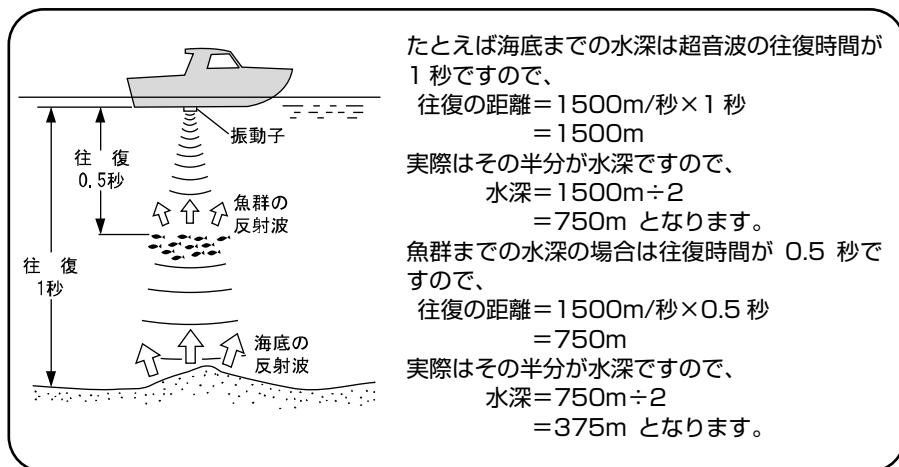 振動子
往 復
0.5秒
魚群の
反射波
往 復
1秒
海底の
反射波
たとえば海底までの水深は超音波の往復時間が
1 秒ですので、
往復の距離＝1500m/秒×1 秒
＝1500m
実際はその半分が水深ですので、
水深＝1500m÷2
＝750m となります。
魚群までの水深の場合は往復時間が 0.5 秒で
すので、
往復の距離＝1500m/秒×0.5 秒
＝750m
実際はその半分が水深ですので、
水深＝750m÷2
＝375m となります。